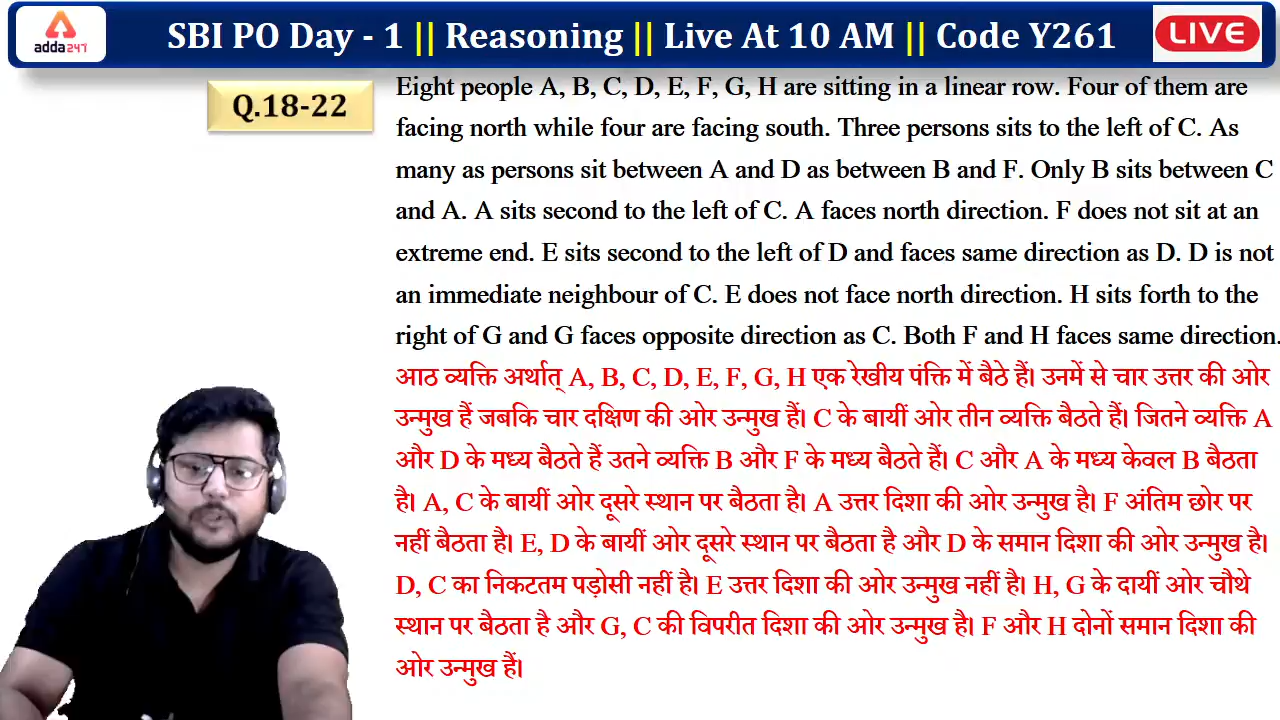 adda247
SBI PO Day - 1 || Reasoning || Live At 10 AM || Code Y261
LIVE
Q.18-22
Eight people A, B, C, D, E, F, G, H are sitting in a linear row. Four of them are
facing north while four are facing south. Three persons sits to the left of C. As
many as persons sit between A and D as between B and F. Only B sits between C
and A. A sits second to the left of C. A faces north direction. F does not sit at an
extreme end. E sits second to the left of D and faces same direction as D. D is not
an immediate neighbour of C. E does not face north direction. H sits forth to the
right of G and G faces opposite direction as C. Both F and H faces same direction.
आठ व्यक्ति अर्थात् A, B, C, D, E, F, G, H एक रेखीय पंक्ति में बैठे हैं। उनमें से चार उत्तर की ओर
उन्मुख हैं जबकि चार दक्षिण की ओर उन्मुख हैं। C के बायीं ओर तीन व्यक्ति बैठते हैं। जितने व्यक्ति A
और D के मध्य बैठते हैं उतने व्यक्ति B और F के मध्य बैठते हैं। C और A के मध्य केवल B बैठता
है। A, C के बायीं ओर दूसरे स्थान पर बैठता है। A उत्तर दिशा की ओर उन्मुख है। F अंतिम छोर पर
नहीं बैठता है। E, D के बायीं ओर दूसरे स्थान पर बैठता है और D के समान दिशा की ओर उन्मुख है।
D, C का निकटतम पड़ोसी नहीं है। E उत्तर दिशा की ओर उन्मुख नहीं है। H, G के दायीं ओर चौथे
स्थान पर बैठता है और G, C की विपरीत दिशा की ओर उन्मुख है। F और H दोनों समान दिशा की
ओर उन्मुख हैं।